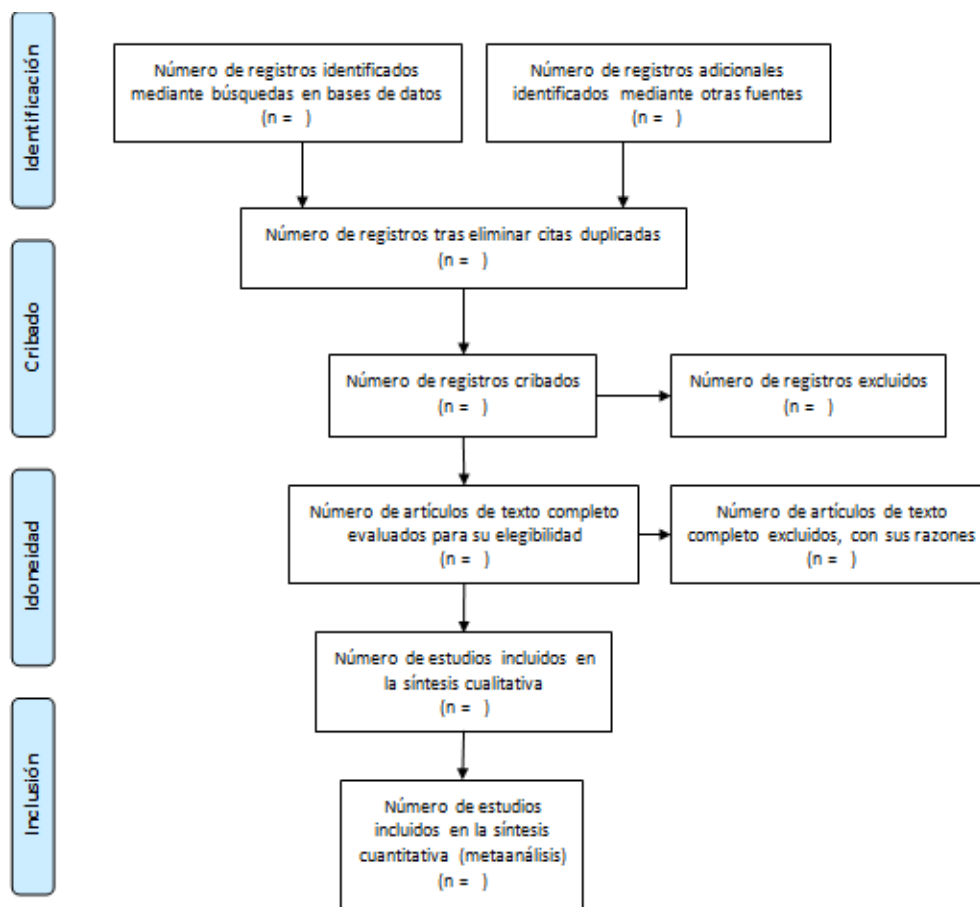 Identificación
Número de registros identificados
mediante búsquedas en bases de datos
(n =   )
Número de registros adicionales
identificados mediante otras fuentes
(n =   )
Número de registros tras eliminar citas duplicadas
(n =   )
Cribado
Número de registros cribados
(n =   )
Número de registros excluidos
(n =   )
Idoneidad
Número de artículos de texto completo
evaluados para su elegibilidad
(n =   )
Número de artículos de texto
completo excluidos, con sus razones
(n =   )
Número de estudios incluidos en
la síntesis cualitativa
(n =   )
Inclusión
Número de estudios
incluidos en la síntesis
cuantitativa (metaanálisis)
(n =   )